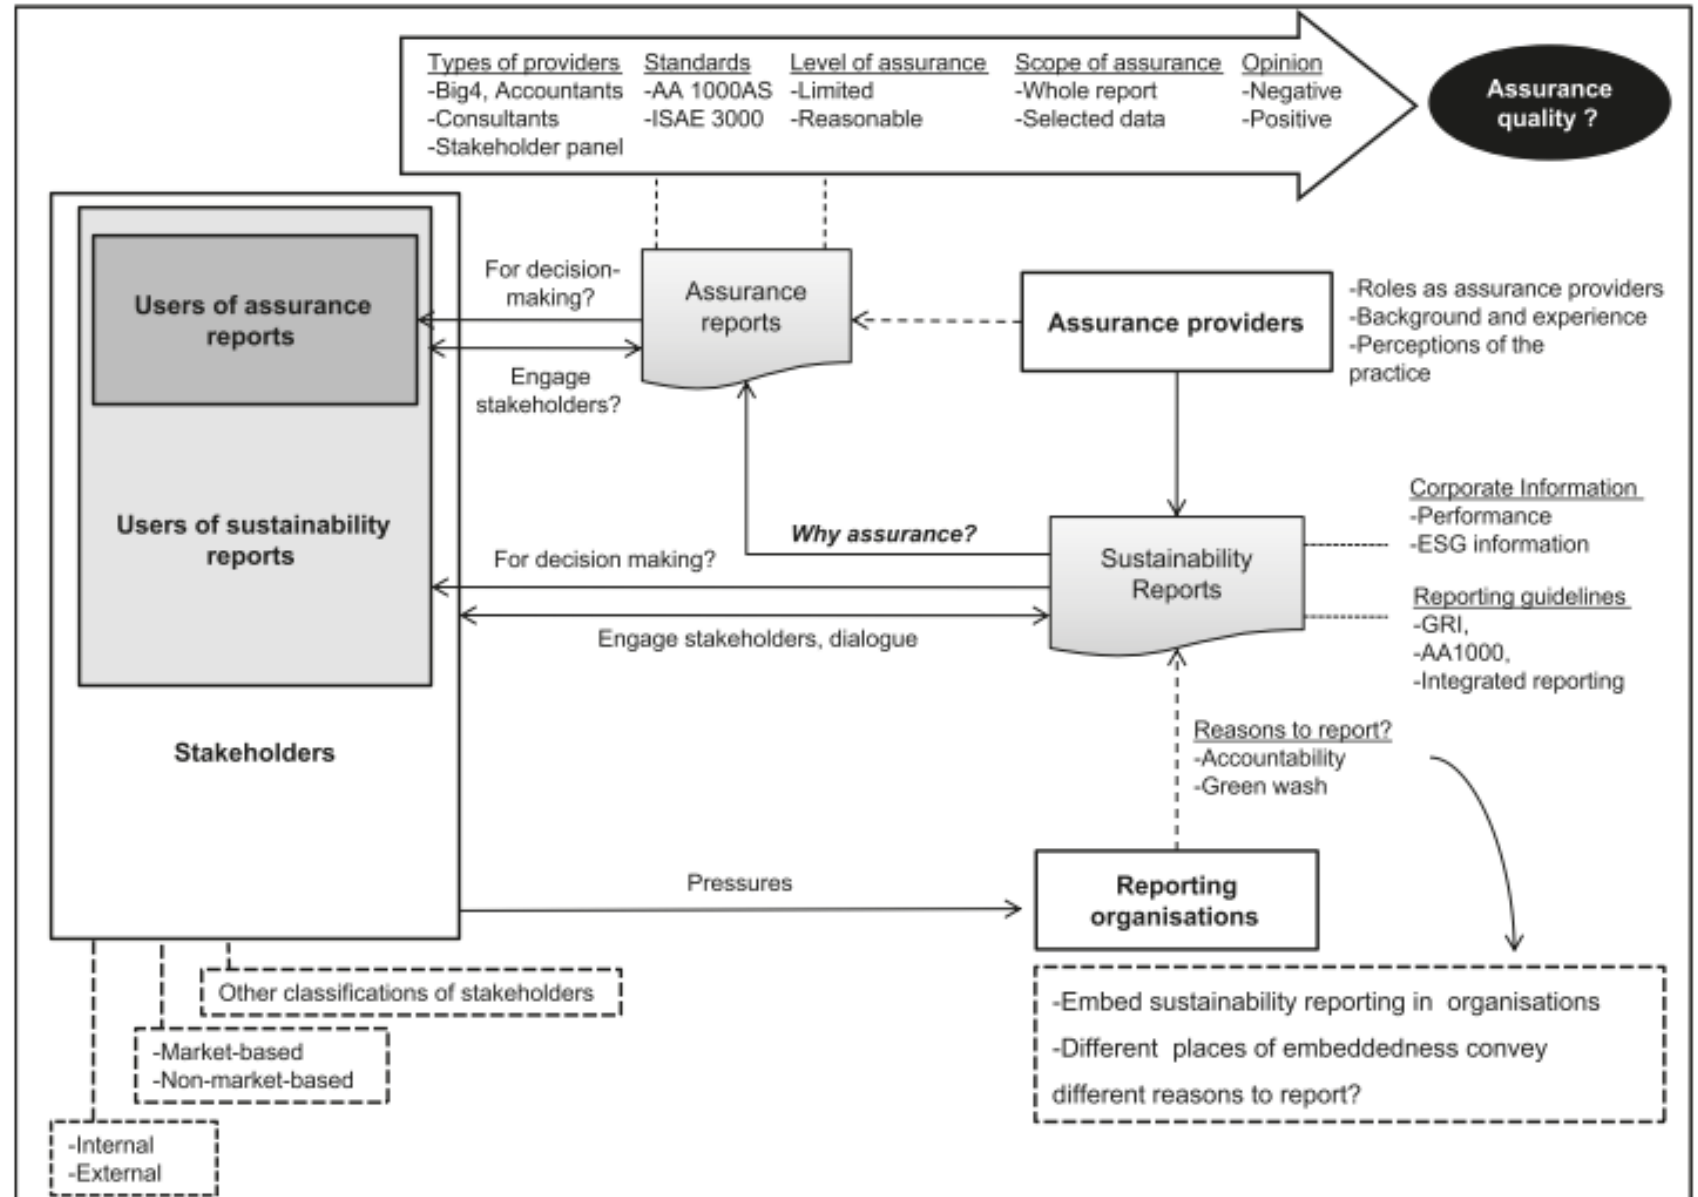 Types of providers
-Big4, Accountants
-Consultants
-Stakeholder panel
Standards
-AA 1000AS
-ISAE 3000
Level of assurance
-Limited
-Reasonable
Scope of assurance
-Whole report
-Selected data
Opinion
-Negative
-Positive
Assurance
quality ?
Users of assurance
reports
For decision-
making?
Engage
stakeholders?
Assurance
reports
Assurance providers
-Roles as assurance providers
-Background and experience
-Perceptions of the
practice
Users of sustainability
reports
Why assurance?
For decision making?
Engage stakeholders, dialogue
Sustainability
Reports
Corporate Information
-Performance
-ESG information
Reporting guidelines
-GRI,
-AA1000,
-Integrated reporting
Stakeholders
Reasons to report?
-Accountability
-Green wash
Pressures
Reporting
organisations
Other classifications of stakeholders
-Market-based
-Non-market-based
-Internal
-External
-Embed sustainability reporting in organisations
-Different places of embeddedness convey
different reasons to report?